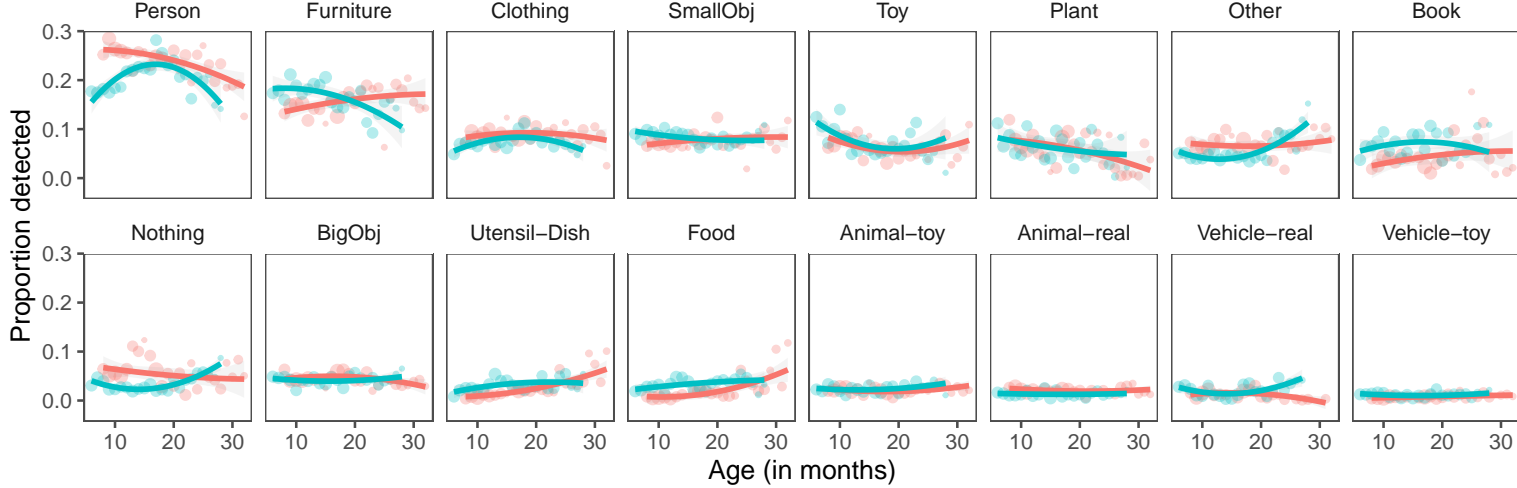 Person Furniture Clothing SmallObj Toy Plant Other Book
0.3
0.2
0.1
0.0
Nothing BigObj Utensil−Dish Food Animal−toy Animal−real Vehicle−real Vehicle−toy
0.3
0.2
0.1
0.0
10 20 30 10 20 30 10 20 30 10 20 30 10 20 30 10 20 30 10 20 30 10 20 30
Age (in months)
Proportion detected